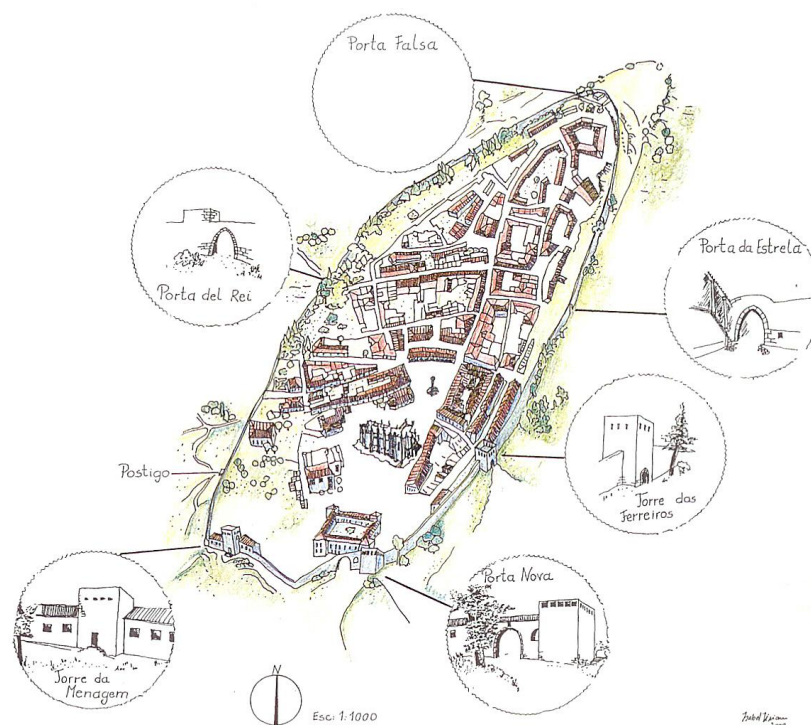 Porta Falsa
Porta del Rei
Porta da Estrela
Torre das
Ferreiros
Postigo
Porta Nova
Torre da
Menagem
N
Esc: 1:1000